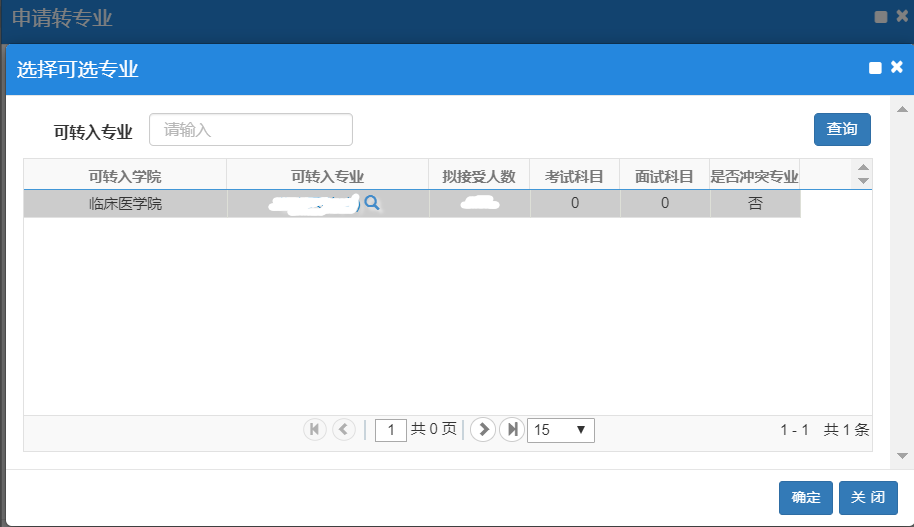 申请转专业
选择可选专业
可转入专业 请输入 查询
可转入学院 可转入专业 拟接受人数 考试科目 面试科目 是否冲突专业
临床医学院 ) 0 0 否
1 共 0 页 15 1 - 1 共 1 条
确定 关 闭